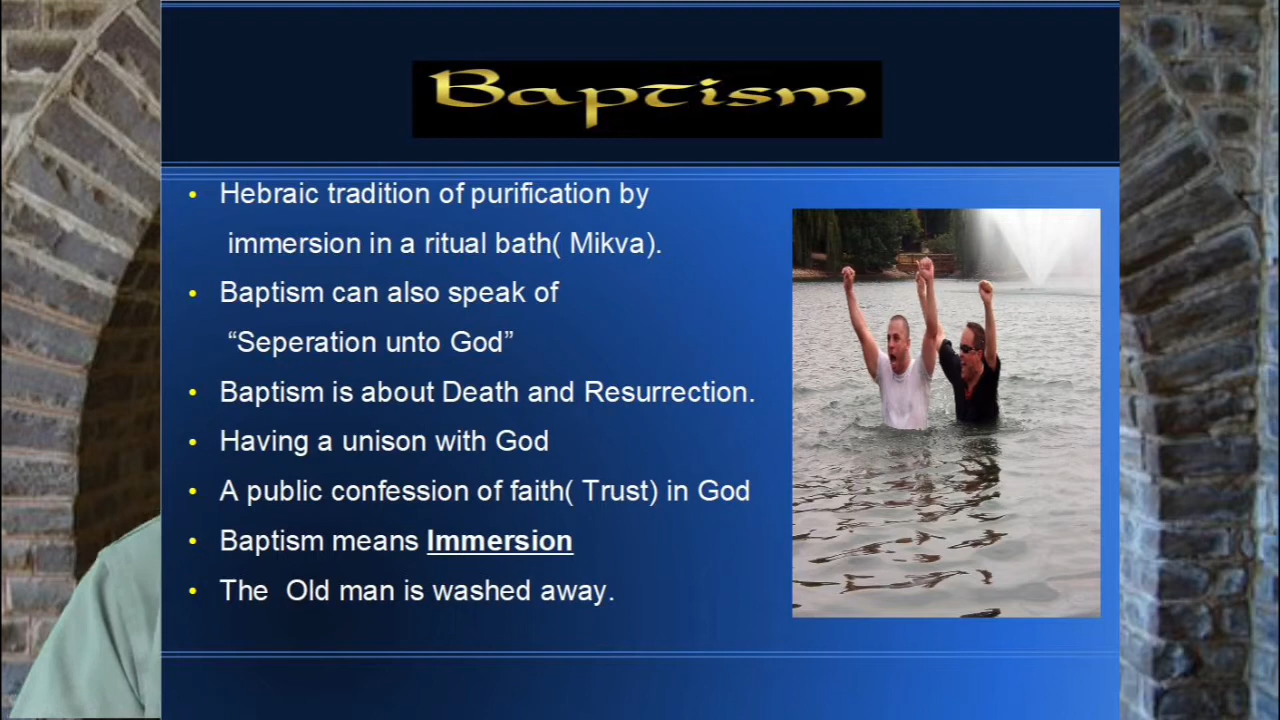 Baptism
• Hebraic tradition of purification by
immersion in a ritual bath( Mikva).
• Baptism can also speak of
“Seperation unto God”
• Baptism is about Death and Resurrection.
• Having a unison with God
• A public confession of faith( Trust) in God
• Baptism means Immersion
• The  Old man is washed away.